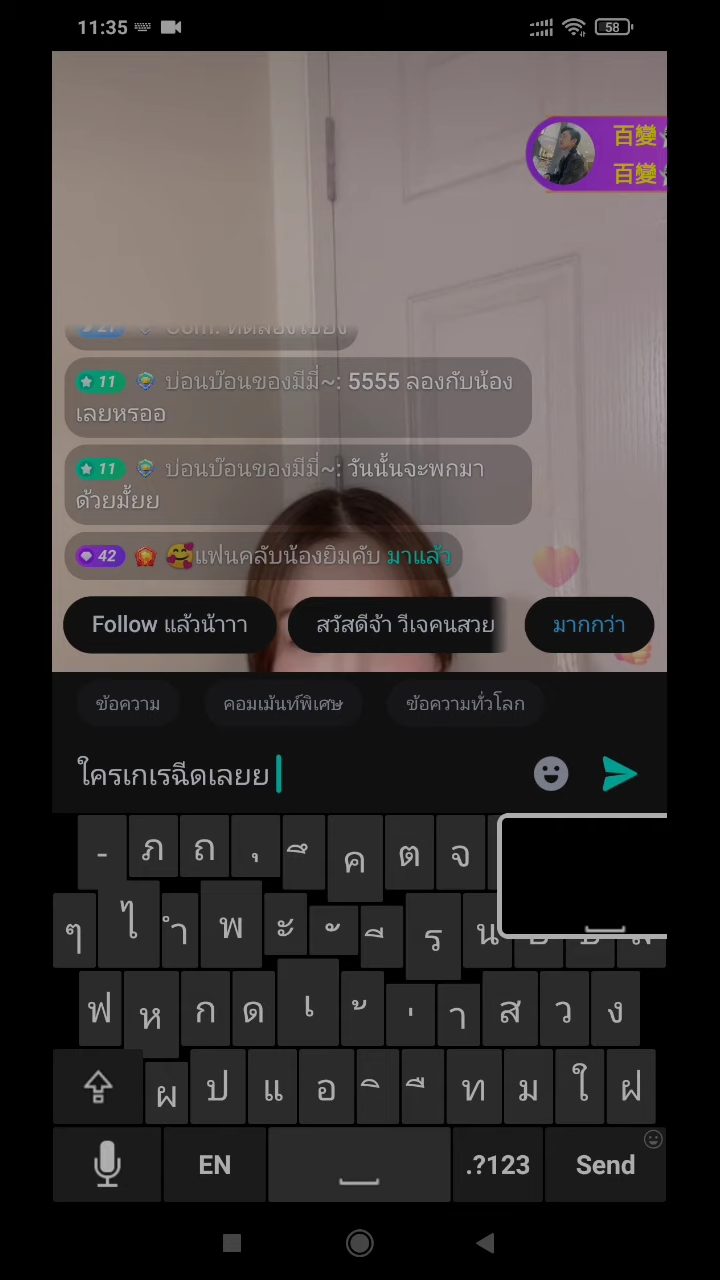 11:35
58
百變
百變
11 บ่อนบ๊อนของมีมี่~: 5555 ลองกับน้อง
เลยหรออ
11 บ่อนบ๊อนของมีมี่~: วันนั้นจะพกมา
ด้วยมั้ยย
42 แฟนคลับน้องยิมคับ มาแล้ว
Follow แล้วน้าาา
สวัสดีจ้า วีเจคนสวย
มากกว่า
ข้อความ
คอมเม้นท์พิเศษ
ข้อความทั่วโลก
ใครเกเรฉีดเลยย
- ภ ถ ุ ึ ค ต จ
ๆ ไ ำ พ ะ ั ี ร น
ฟ ห ก ด เ ้ ่ า ส ว ง
ผ ป แ อ ิ ื ท ม ใ ฝ
EN .?123 Send